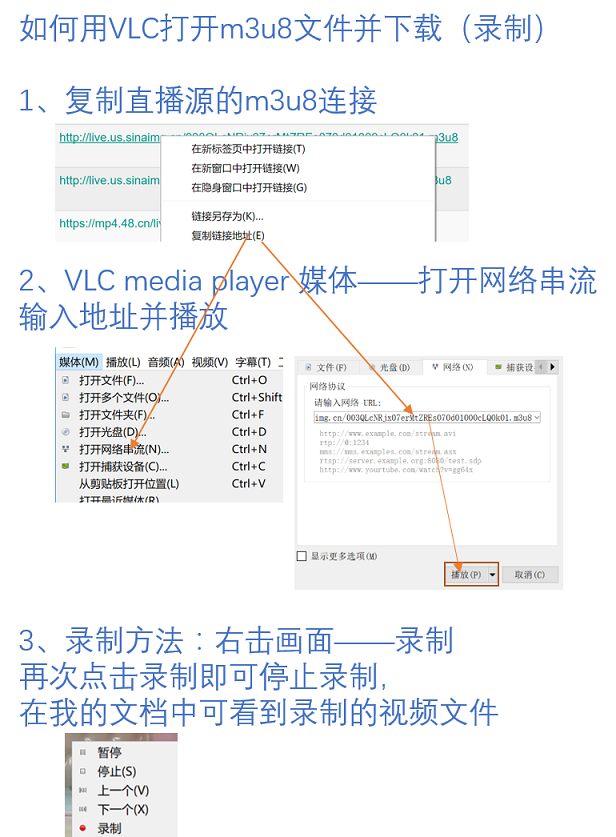 如何用VLC打开m3u8文件并下载（录制）
1、复制直播源的m3u8连接
http://live.us.sinaimg.cn/003QLcNRjx07erMtZREs070d01000cLQ0k01.m3u8
在新标签页中打开链接(T)
在新窗口中打开链接(W)
http://live.us.sinaim
3u8
在隐身窗口中打开链接(G)
链接另存为(K)...
https://mp4.48.cn/li
复制链接地址(E)
2、VLC media player 媒体——打开网络串流
输入地址并播放
媒体(M) 播放(L) 音频(A) 视频(V) 字幕(T) 工
打开文件(F)... Ctrl+O
打开多个文件(O)... Ctrl+Shift
打开文件夹(F)... Ctrl+F
打开光盘(D)... Ctrl+D
打开网络串流(N)... Ctrl+N
打开捕获设备(C)... Ctrl+C
从剪贴板打开位置(L) Ctrl+V
打开最近媒体(R)
文件(F) 光盘(D) 网络(N) 捕获设
网络协议
请输入网络 URL:
img.cn/003QLcNRjx07erMtZREs070d01000cLQ0k01.m3u8
http://www.example.com/stream.avi
rtp://@:1234
mms://mms.examples.com/stream.asx
rtsp://server.example.org:8080/test.sdp
http://www.yourtube.com/watch?v=gg64x
显示更多选项(M)
播放(P) 取消(C)
3、录制方法：右击画面——录制
再次点击录制即可停止录制,
在我的文档中可看到录制的视频文件
暂停
停止(S)
上一个(V)
下一个(X)
录制